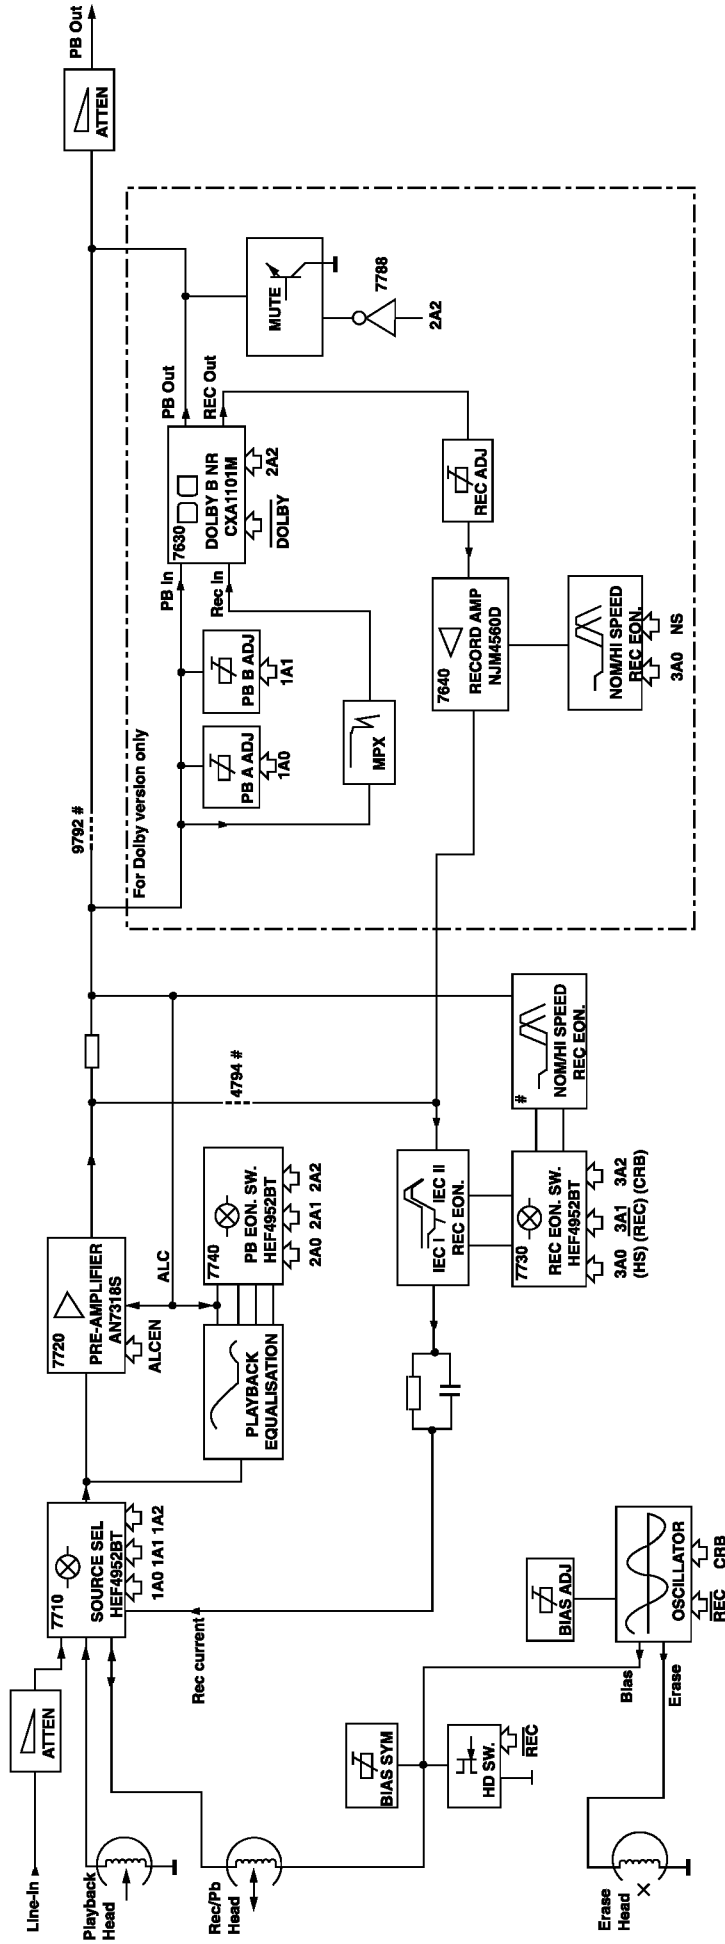 Line-In
ATTEN
Playback
Head
Rec/Pb
Head
Erase
Head
7710
SOURCE SEL
HEF4952BT
1A0 1A1 1A2
Rec current
BIAS SYM
HD SW.
REC
Bias
Erase
BIAS ADJ
OSCILLATOR
REC
CRB
7720
PRE-AMPLIFIER
AN7318S
ALCEN
ALC
PLAYBACK
EQUALISATION
7740
PB EON. SW.
HEF4952BT
2A0 2A1 2A2
4794 #
IEC I IEC II
REC EON.
7730
REC EON. SW.
HEF4952BT
3A0 3A1 3A2
(HS) (REC) (CRB)
#
NOM/HI SPEED
REC EON.
9792 #
For Dolby version only
PB A ADJ
1A0
PB B ADJ
1A1
MPX
PB In
Rec In
7630
DOLBY B NR
CXA1101M
DOLBY
2A2
PB Out
REC Out
MUTE
7788
2A2
REC ADJ
7640
RECORD AMP
NJM4560D
NOM/HI SPEED
REC EON.
3A0 NS
ATTEN
PB Out